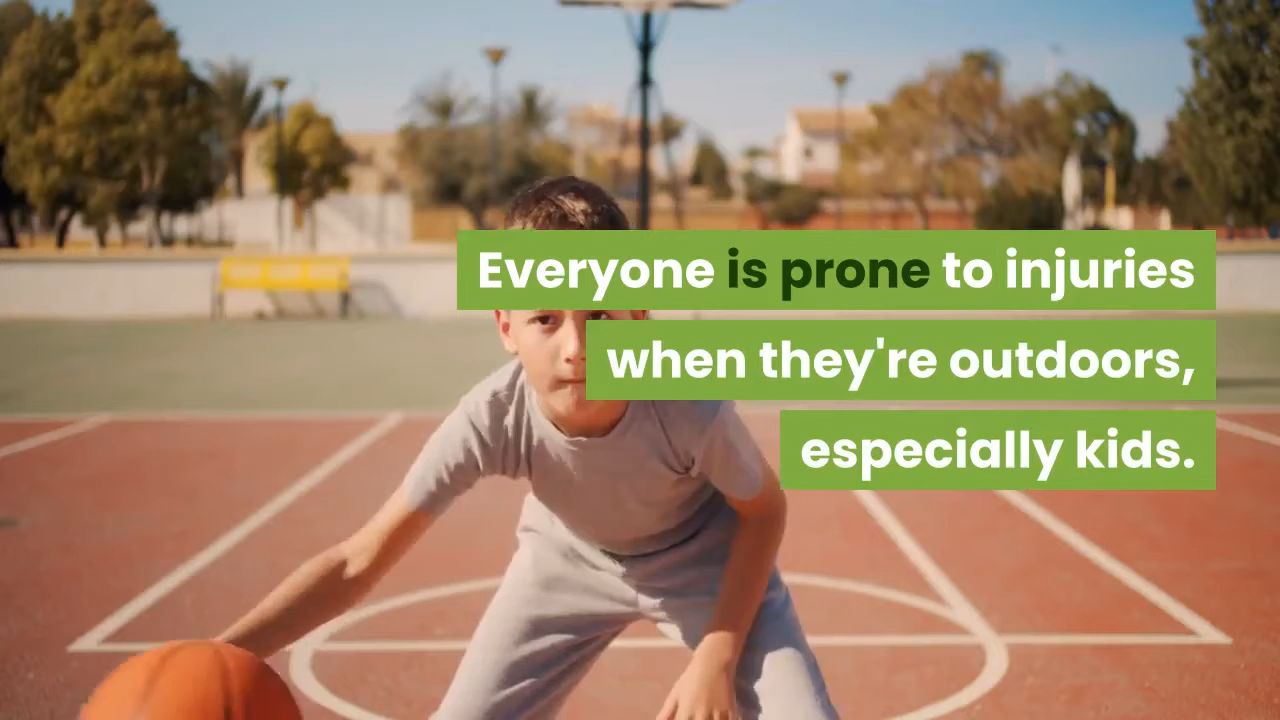 Everyone is prone to injuries
when they're outdoors,
especially kids.